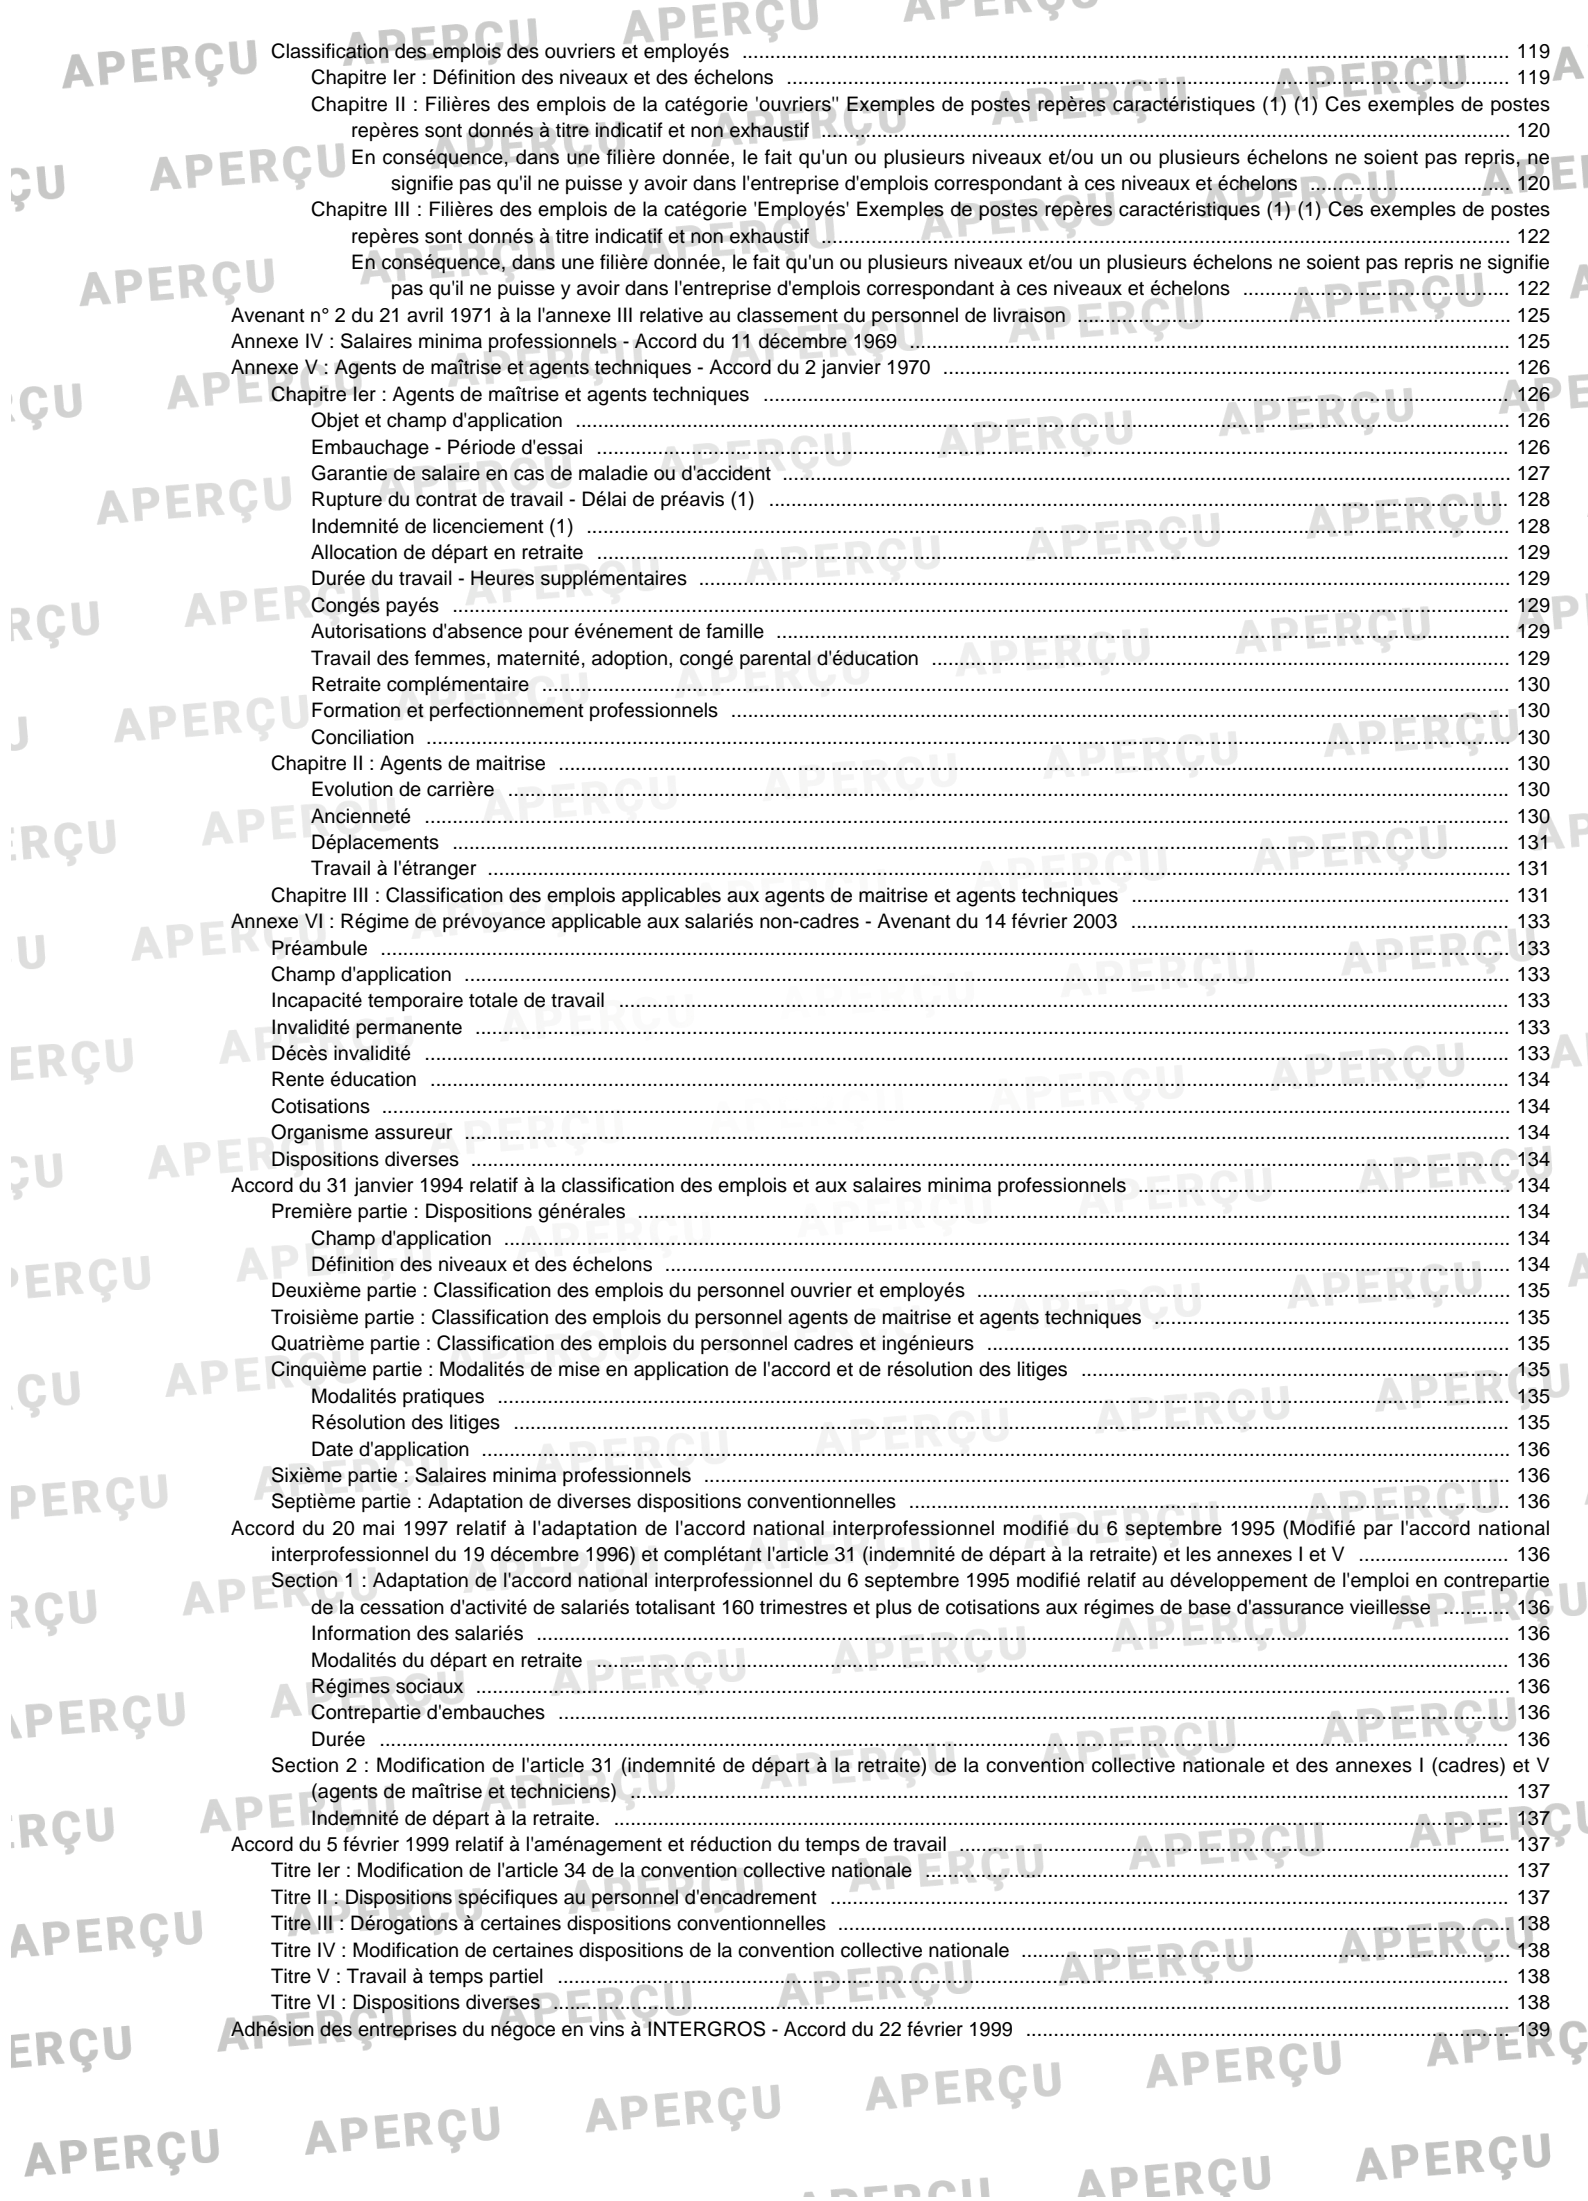 Classification des emplois des ouvriers et employés ... 119
Chapitre Ier : Définition des niveaux et des échelons ... 119
Chapitre II : Filières des emplois de la catégorie 'ouvriers'' Exemples de postes repères caractéristiques (1) (1) Ces exemples de postes
repères sont donnés à titre indicatif et non exhaustif ... 120
En conséquence, dans une filière donnée, le fait qu'un ou plusieurs niveaux et/ou un ou plusieurs échelons ne soient pas repris, ne
signifie pas qu'il ne puisse y avoir dans l'entreprise d'emplois correspondant à ces niveaux et échelons ... 120
Chapitre III : Filières des emplois de la catégorie 'Employés' Exemples de postes repères caractéristiques (1) (1) Ces exemples de postes
repères sont donnés à titre indicatif et non exhaustif ... 122
En conséquence, dans une filière donnée, le fait qu'un ou plusieurs niveaux et/ou un plusieurs échelons ne soient pas repris ne signifie
pas qu'il ne puisse y avoir dans l'entreprise d'emplois correspondant à ces niveaux et échelons ... 122
Avenant n° 2 du 21 avril 1971 à la l'annexe III relative au classement du personnel de livraison ... 125
Annexe IV : Salaires minima professionnels - Accord du 11 décembre 1969 ... 125
Annexe V : Agents de maîtrise et agents techniques - Accord du 2 janvier 1970 ... 126
Chapitre Ier : Agents de maîtrise et agents techniques ... 126
Objet et champ d'application ... 126
Embauchage - Période d'essai ... 126
Garantie de salaire en cas de maladie ou d'accident ... 127
Rupture du contrat de travail - Délai de préavis (1) ... 128
Indemnité de licenciement (1) ... 128
Allocation de départ en retraite ... 129
Durée du travail - Heures supplémentaires ... 129
Congés payés ... 129
Autorisations d'absence pour événement de famille ... 129
Travail des femmes, maternité, adoption, congé parental d'éducation ... 129
Retraite complémentaire ... 130
Formation et perfectionnement professionnels ... 130
Conciliation ... 130
Chapitre II : Agents de maitrise ... 130
Evolution de carrière ... 130
Ancienneté ... 130
Déplacements ... 131
Travail à l'étranger ... 131
Chapitre III : Classification des emplois applicables aux agents de maitrise et agents techniques ... 131
Annexe VI : Régime de prévoyance applicable aux salariés non-cadres - Avenant du 14 février 2003 ... 133
Préambule ... 133
Champ d'application ... 133
Incapacité temporaire totale de travail ... 133
Invalidité permanente ... 133
Décès invalidité ... 133
Rente éducation ... 134
Cotisations ... 134
Organisme assureur ... 134
Dispositions diverses ... 134
Accord du 31 janvier 1994 relatif à la classification des emplois et aux salaires minima professionnels ... 134
Première partie : Dispositions générales ... 134
Champ d'application ... 134
Définition des niveaux et des échelons ... 134
Deuxième partie : Classification des emplois du personnel ouvrier et employés ... 135
Troisième partie : Classification des emplois du personnel agents de maitrise et agents techniques ... 135
Quatrième partie : Classification des emplois du personnel cadres et ingénieurs ... 135
Cinquième partie : Modalités de mise en application de l'accord et de résolution des litiges ... 135
Modalités pratiques ... 135
Résolution des litiges ... 135
Date d'application ... 136
Sixième partie : Salaires minima professionnels ... 136
Septième partie : Adaptation de diverses dispositions conventionnelles ... 136
Accord du 20 mai 1997 relatif à l'adaptation de l'accord national interprofessionnel modifié du 6 septembre 1995 (Modifié par l'accord national
interprofessionnel du 19 décembre 1996) et complétant l'article 31 (indemnité de départ à la retraite) et les annexes I et V ... 136
Section 1 : Adaptation de l'accord national interprofessionnel du 6 septembre 1995 modifié relatif au développement de l'emploi en contrepartie
de la cessation d'activité de salariés totalisant 160 trimestres et plus de cotisations aux régimes de base d'assurance vieillesse ... 136
Information des salariés ... 136
Modalités du départ en retraite ... 136
Régimes sociaux ... 136
Contrepartie d'embauches ... 136
Durée ... 136
Section 2 : Modification de l'article 31 (indemnité de départ à la retraite) de la convention collective nationale et des annexes I (cadres) et V
(agents de maîtrise et techniciens) ... 137
Indemnité de départ à la retraite. ... 137
Accord du 5 février 1999 relatif à l'aménagement et réduction du temps de travail ... 137
Titre Ier : Modification de l'article 34 de la convention collective nationale ... 137
Titre II : Dispositions spécifiques au personnel d'encadrement ... 137
Titre III : Dérogations à certaines dispositions conventionnelles ... 138
Titre IV : Modification de certaines dispositions de la convention collective nationale ... 138
Titre V : Travail à temps partiel ... 138
Titre VI : Dispositions diverses ... 138
Adhésion des entreprises du négoce en vins à INTERGROS - Accord du 22 février 1999 ... 139
APERÇU